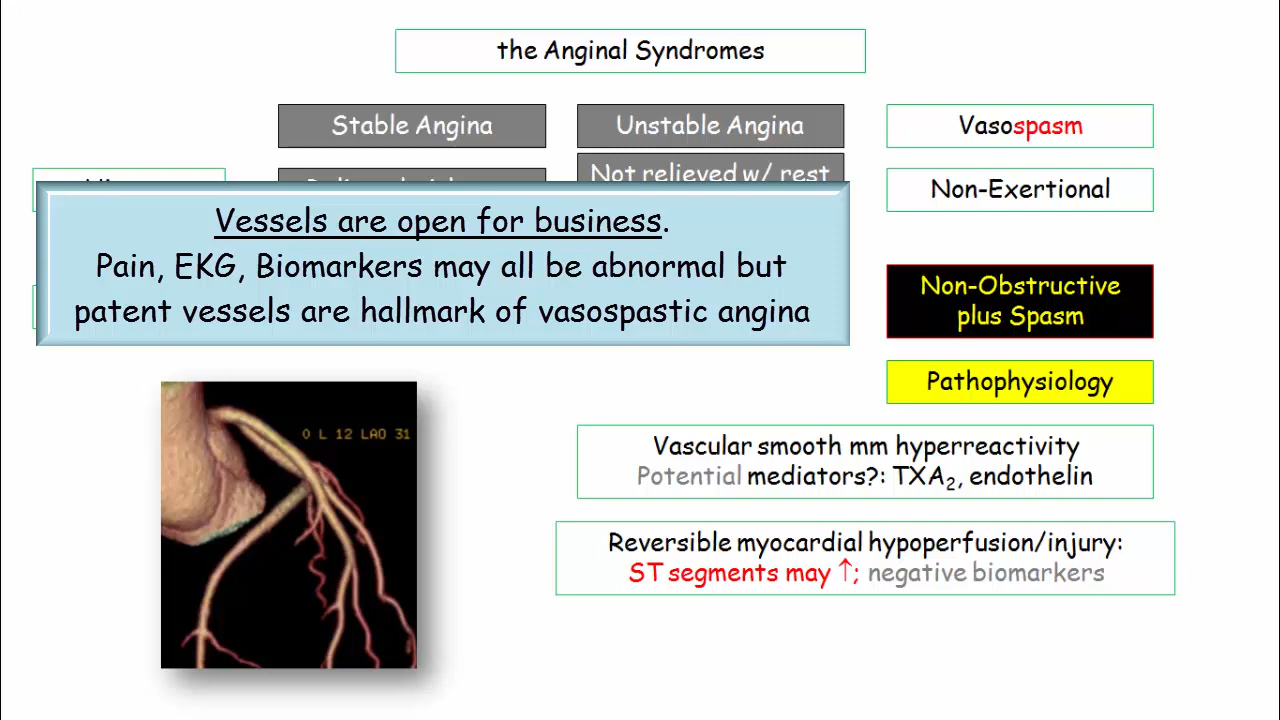 the Anginal Syndromes
Stable Angina
Unstable Angina
Vasospasm
Not relieved w/ rest
Non-Exertional
Vessels are open for business.
Pain, EKG, Biomarkers may all be abnormal but
patent vessels are hallmark of vasospastic angina
Non-Obstructive
plus Spasm
Pathophysiology
O L 12 LAO 31
Vascular smooth mm hyperreactivity
Potential mediators?: TXA₂, endothelin
Reversible myocardial hypoperfusion/injury:
ST segments may ↑; negative biomarkers